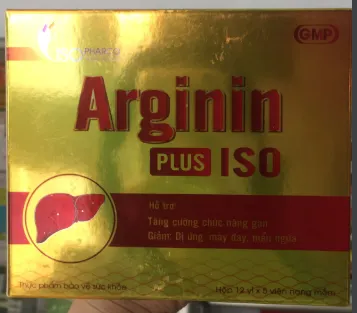 PHARMA
GMP
Arginin
PLUS ISO
Hỗ trợ:
Tăng cường chức năng gan
Giảm: Dị ứng, mày đay, mẩn ngứa
Thực phẩm bảo vệ sức khỏe
Hộp 12 vỉ x 5 viên nang mềm